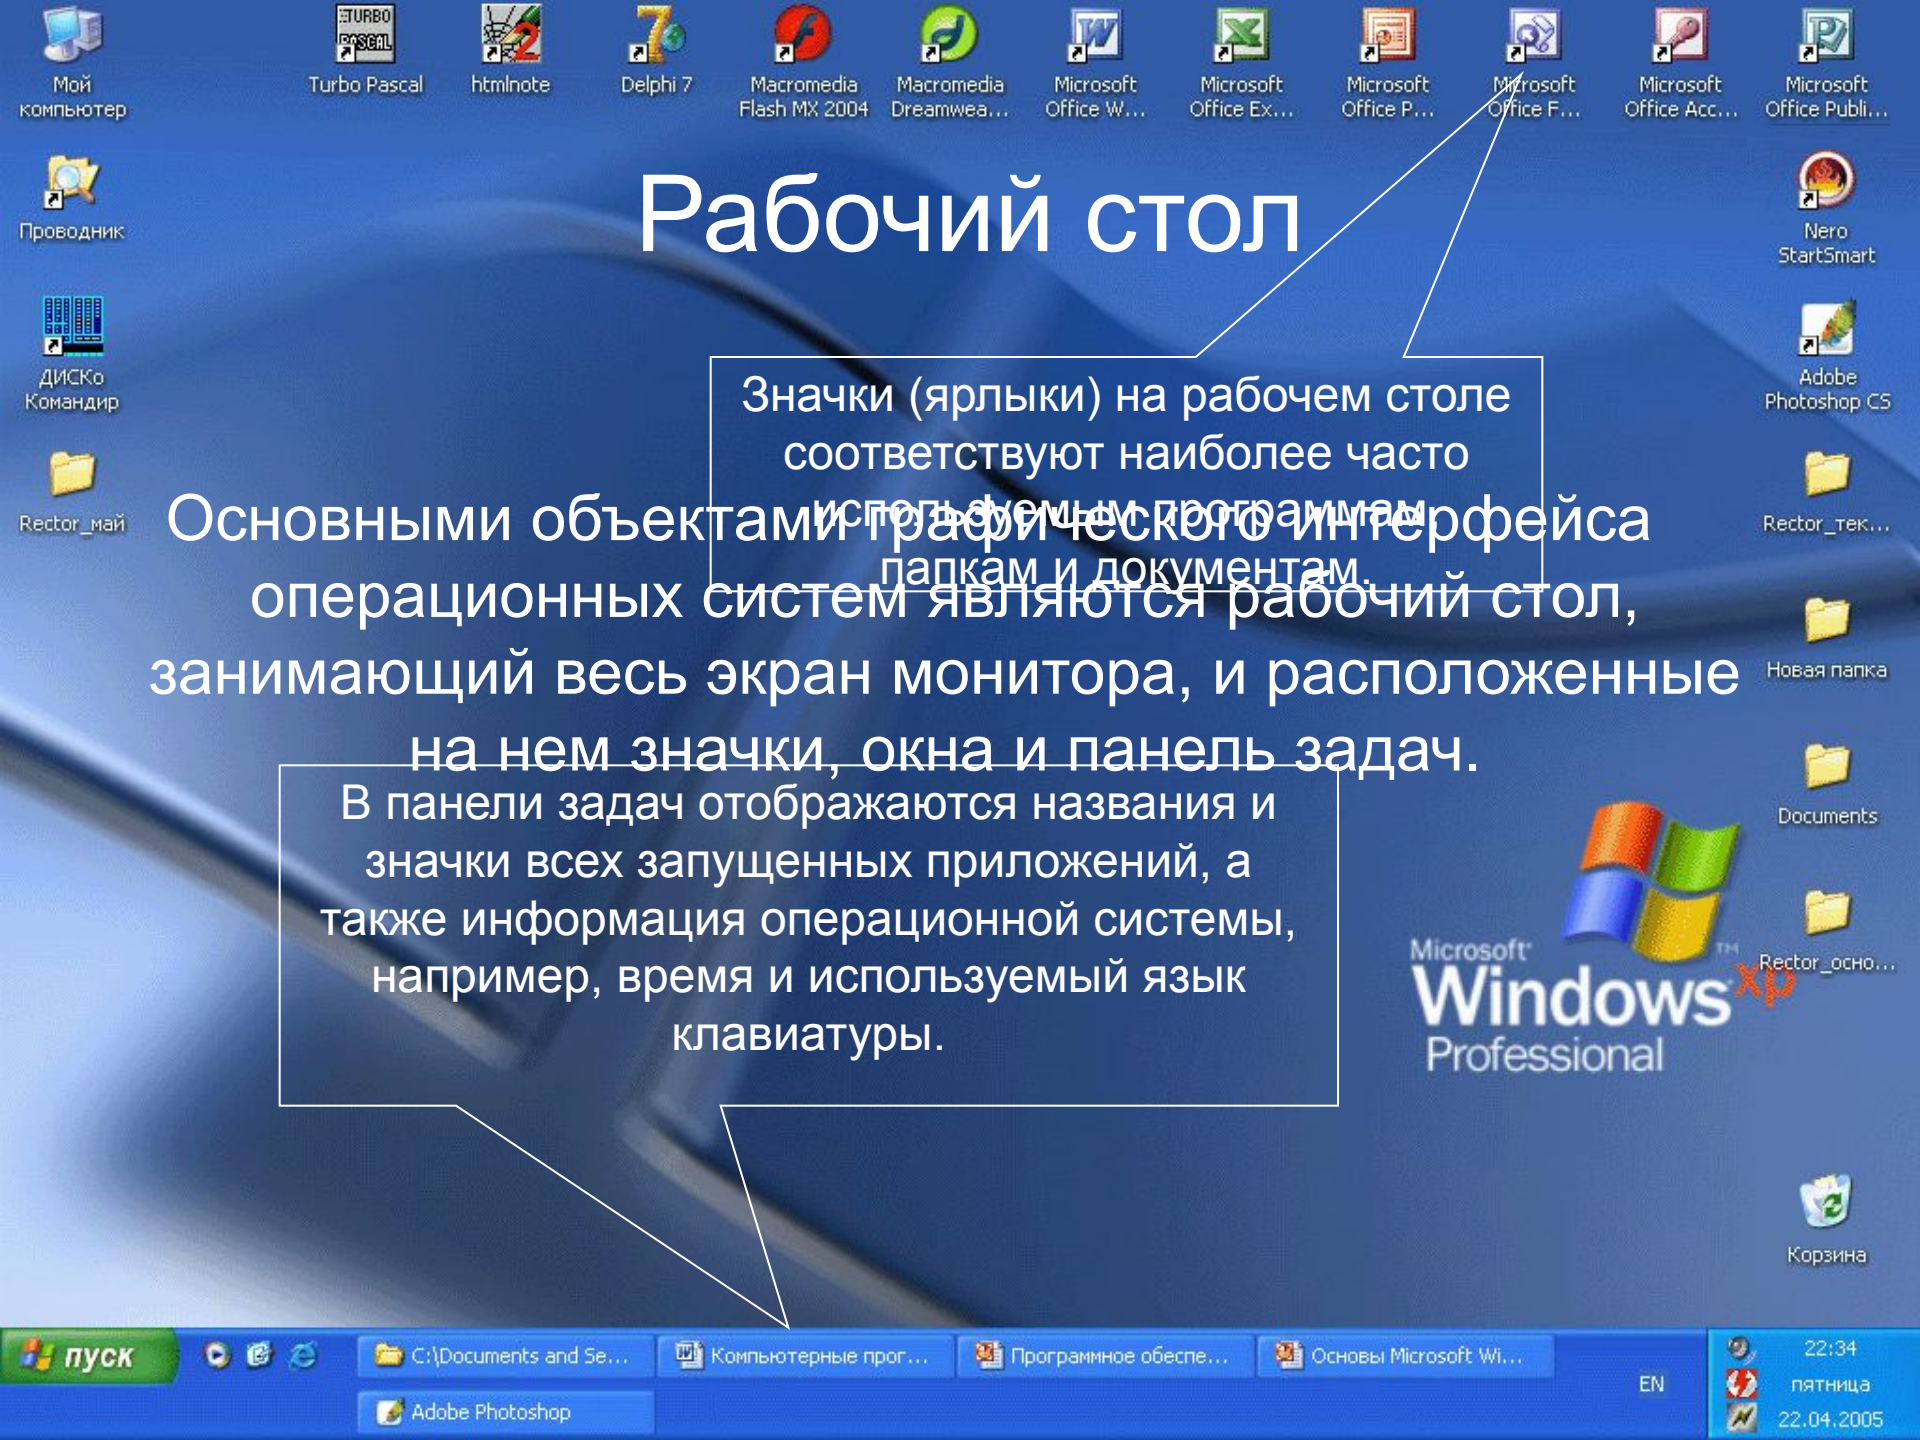 Мой
компьютер
Turbo Pascal
htmlnote
Delphi 7
Macromedia
Flash MX 2004
Macromedia
Dreamwea...
Microsoft
Office W...
Microsoft
Office Ex...
Microsoft
Office P...
Microsoft
Office F...
Microsoft
Office Acc...
Microsoft
Office Publi...
Проводник
Nero
StartSmart
Рабочий стол
ДИСКо
Командир
Adobe
Photoshop CS
Значки (ярлыки) на рабочем столе
соответствуют наиболее часто
используемым программам,
папкам и документам.
Rector_май
Rector_тек...
Основными объектами графического интерфейса
операционных систем являются рабочий стол,
занимающий весь экран монитора, и расположенные
на нем значки, окна и панель задач.
Новая папка
Documents
В панели задач отображаются названия и
значки всех запущенных приложений, а
также информация операционной системы,
например, время и используемый язык
клавиатуры.
Rector_осно...
Microsoft
Windows xp
Professional
Корзина
пуск
C:\Documents and Se...
Компьютерные прог...
Программное обеспе...
Основы Microsoft Wi...
Adobe Photoshop
EN
22:34
пятница
22.04.2005